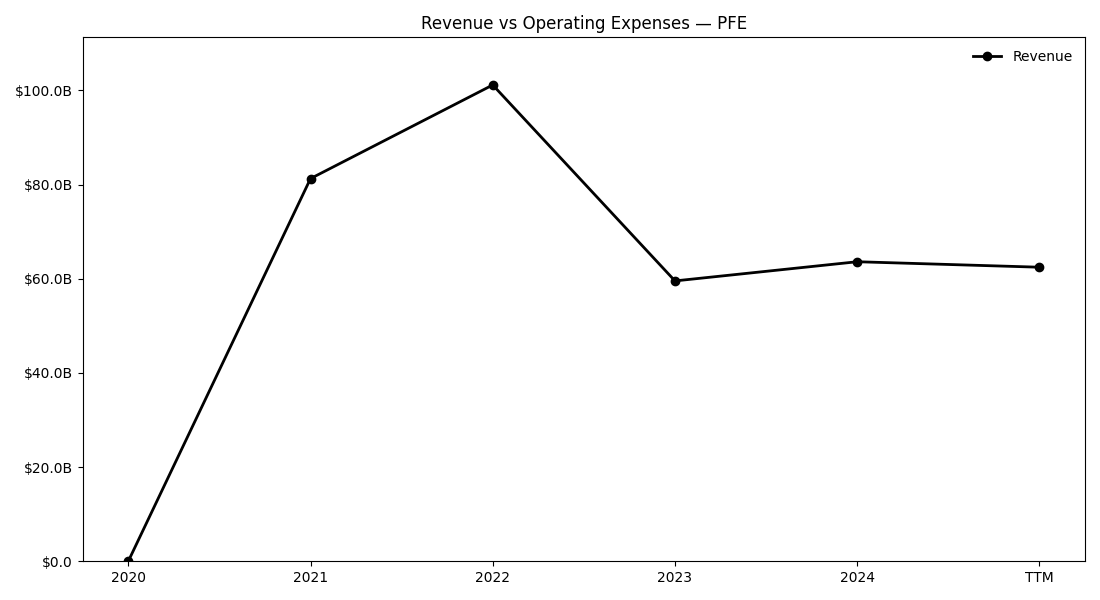 Revenue vs Operating Expenses — PFE
Revenue
$100.0B
$80.0B
$60.0B
$40.0B
$20.0B
$0.0
2020 2021 2022 2023 2024 TTM